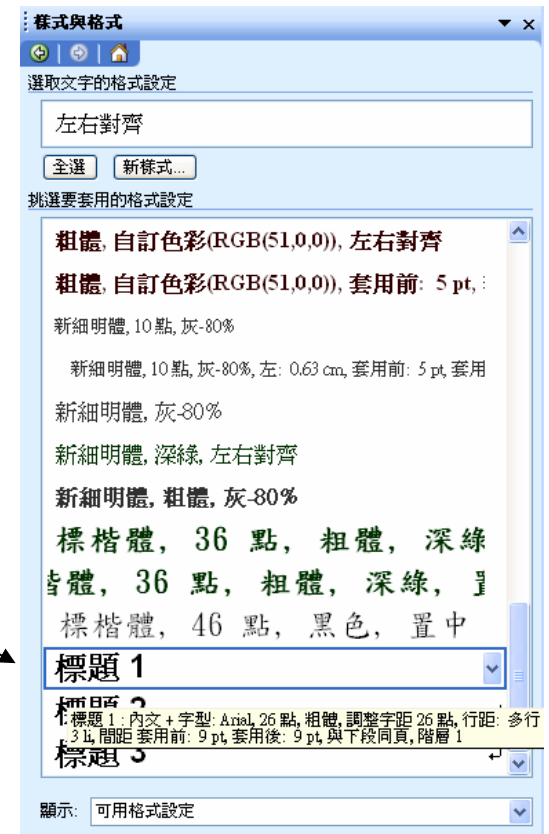 樣式與格式
選取文字的格式設定
左右對齊
全選 新樣式...
挑選要套用的格式設定
粗體, 自訂色彩(RGB(51,0,0)), 左右對齊
粗體, 自訂色彩(RGB(51,0,0)), 套用前: 5 pt,
新細明體, 10 點, 灰-80%
新細明體, 10 點, 灰-80%, 左: 0.63 cm, 套用前: 5 pt, 套用
新細明體, 灰-80%
新細明體, 深綠, 左右對齊
新細明體, 粗體, 灰-80%
標楷體, 36 點, 粗體, 深綠
楷體, 36 點, 粗體, 深綠,
標楷體, 46 點, 黑色, 置中
標題 1
標題 2
標題 1 : 內文 + 字型: Arial, 26 點, 粗體, 調整字距 26 點, 行距: 多行
3 li, 間距 套用前: 9 pt, 套用後: 9 pt, 與下段同頁, 階層 1
標題 3
顯示: 可用格式設定